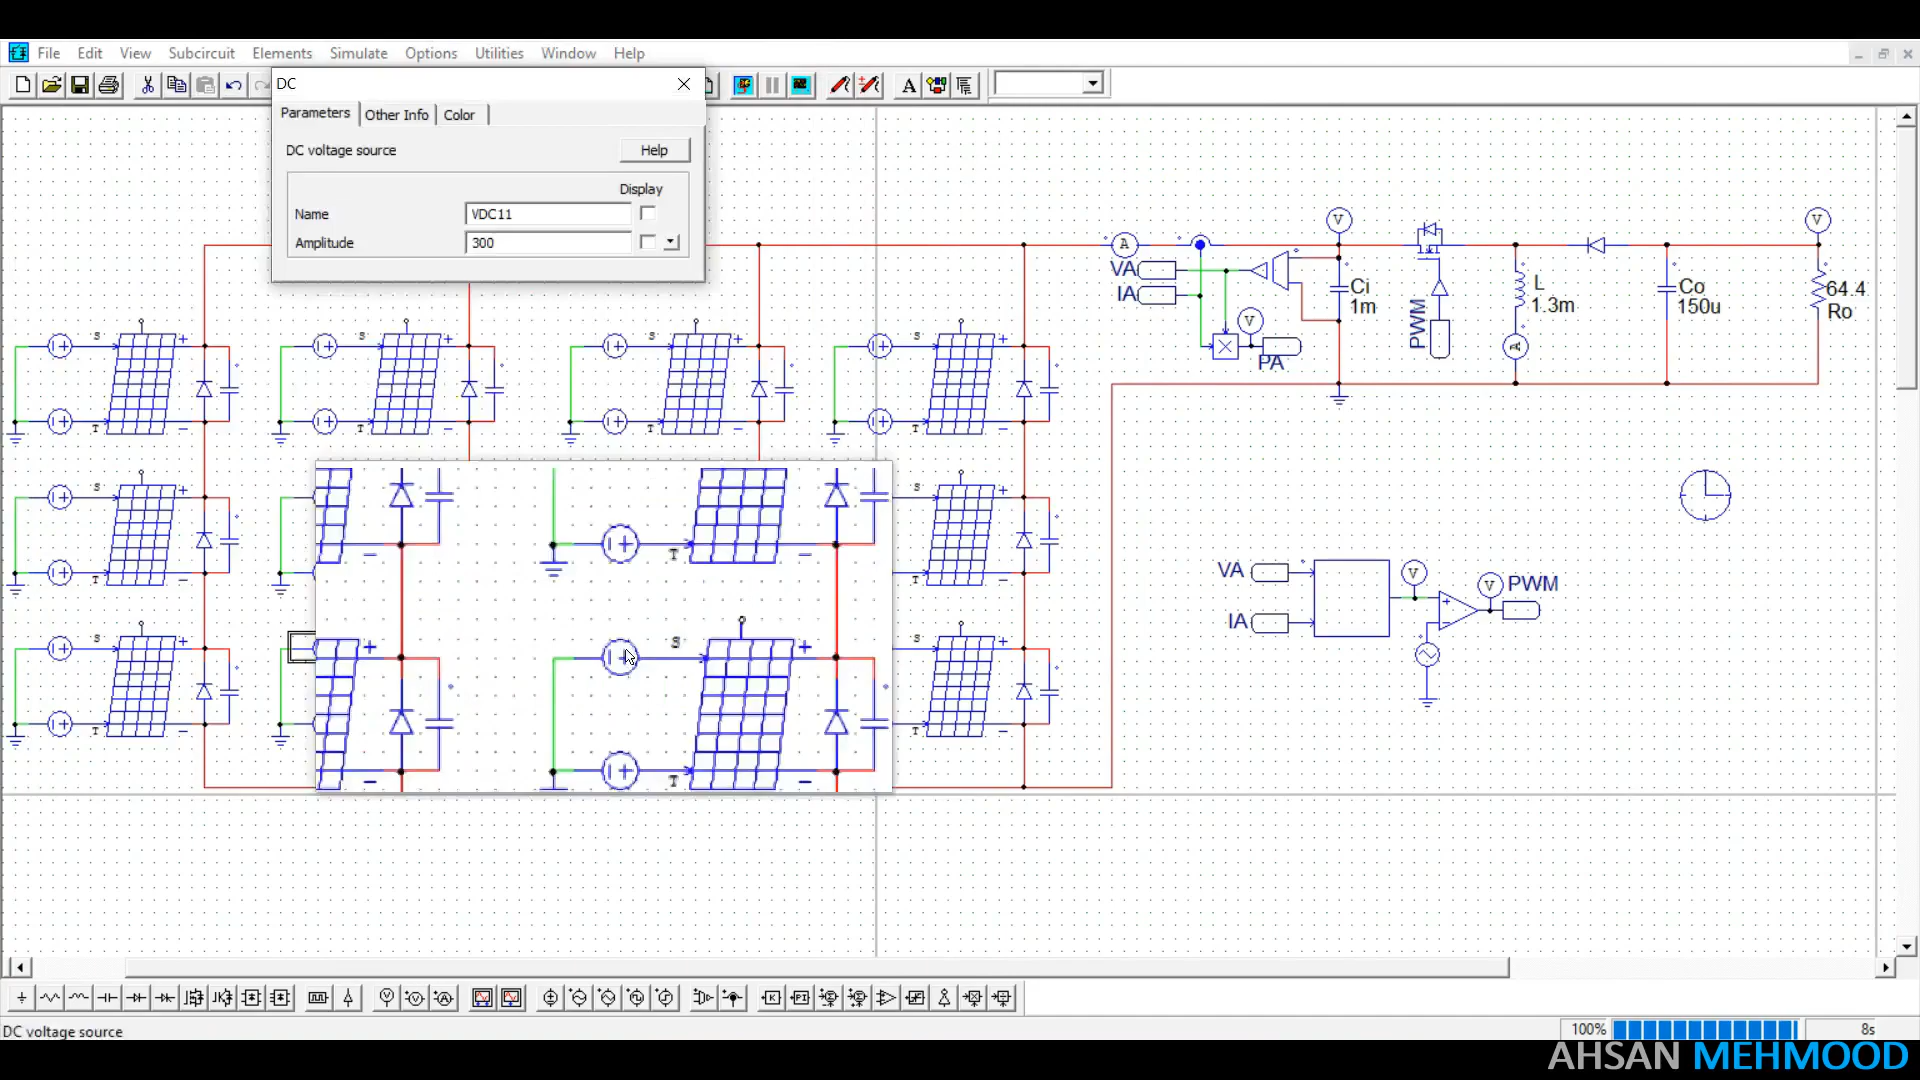 File Edit View Subcircuit Elements Simulate Options Utilities Window Help
DC
Parameters Other Info Color
DC voltage source Help
Display
Name VDC11
Amplitude 300
V V
A
VA
IA
Ci
1m
PWM
L
1.3m
A
Co
150u
64.4
Ro
V
PA
S + S + S + S +
T − T − T − T −
S + S +
T − T − T −
S + + S + S +
T − − T − T −
VA
IA
V
V PWM
A
K PI
DC voltage source
100% 8s
AHSAN MEHMOOD